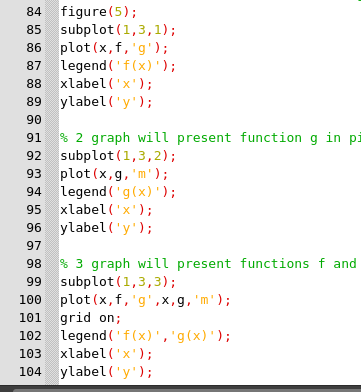 84 figure(5);
85 subplot(1,3,1);
86 plot(x,f,'g');
87 legend('f(x)');
88 xlabel('x');
89 ylabel('y');
90
91 % 2 graph will present function g in pi
92 subplot(1,3,2);
93 plot(x,g,'m');
94 legend('g(x)');
95 xlabel('x');
96 ylabel('y');
97
98 % 3 graph will present functions f and
99 subplot(1,3,3);
100 plot(x,f,'g',x,g,'m');
101 grid on;
102 legend('f(x)','g(x)');
103 xlabel('x');
104 ylabel('y');